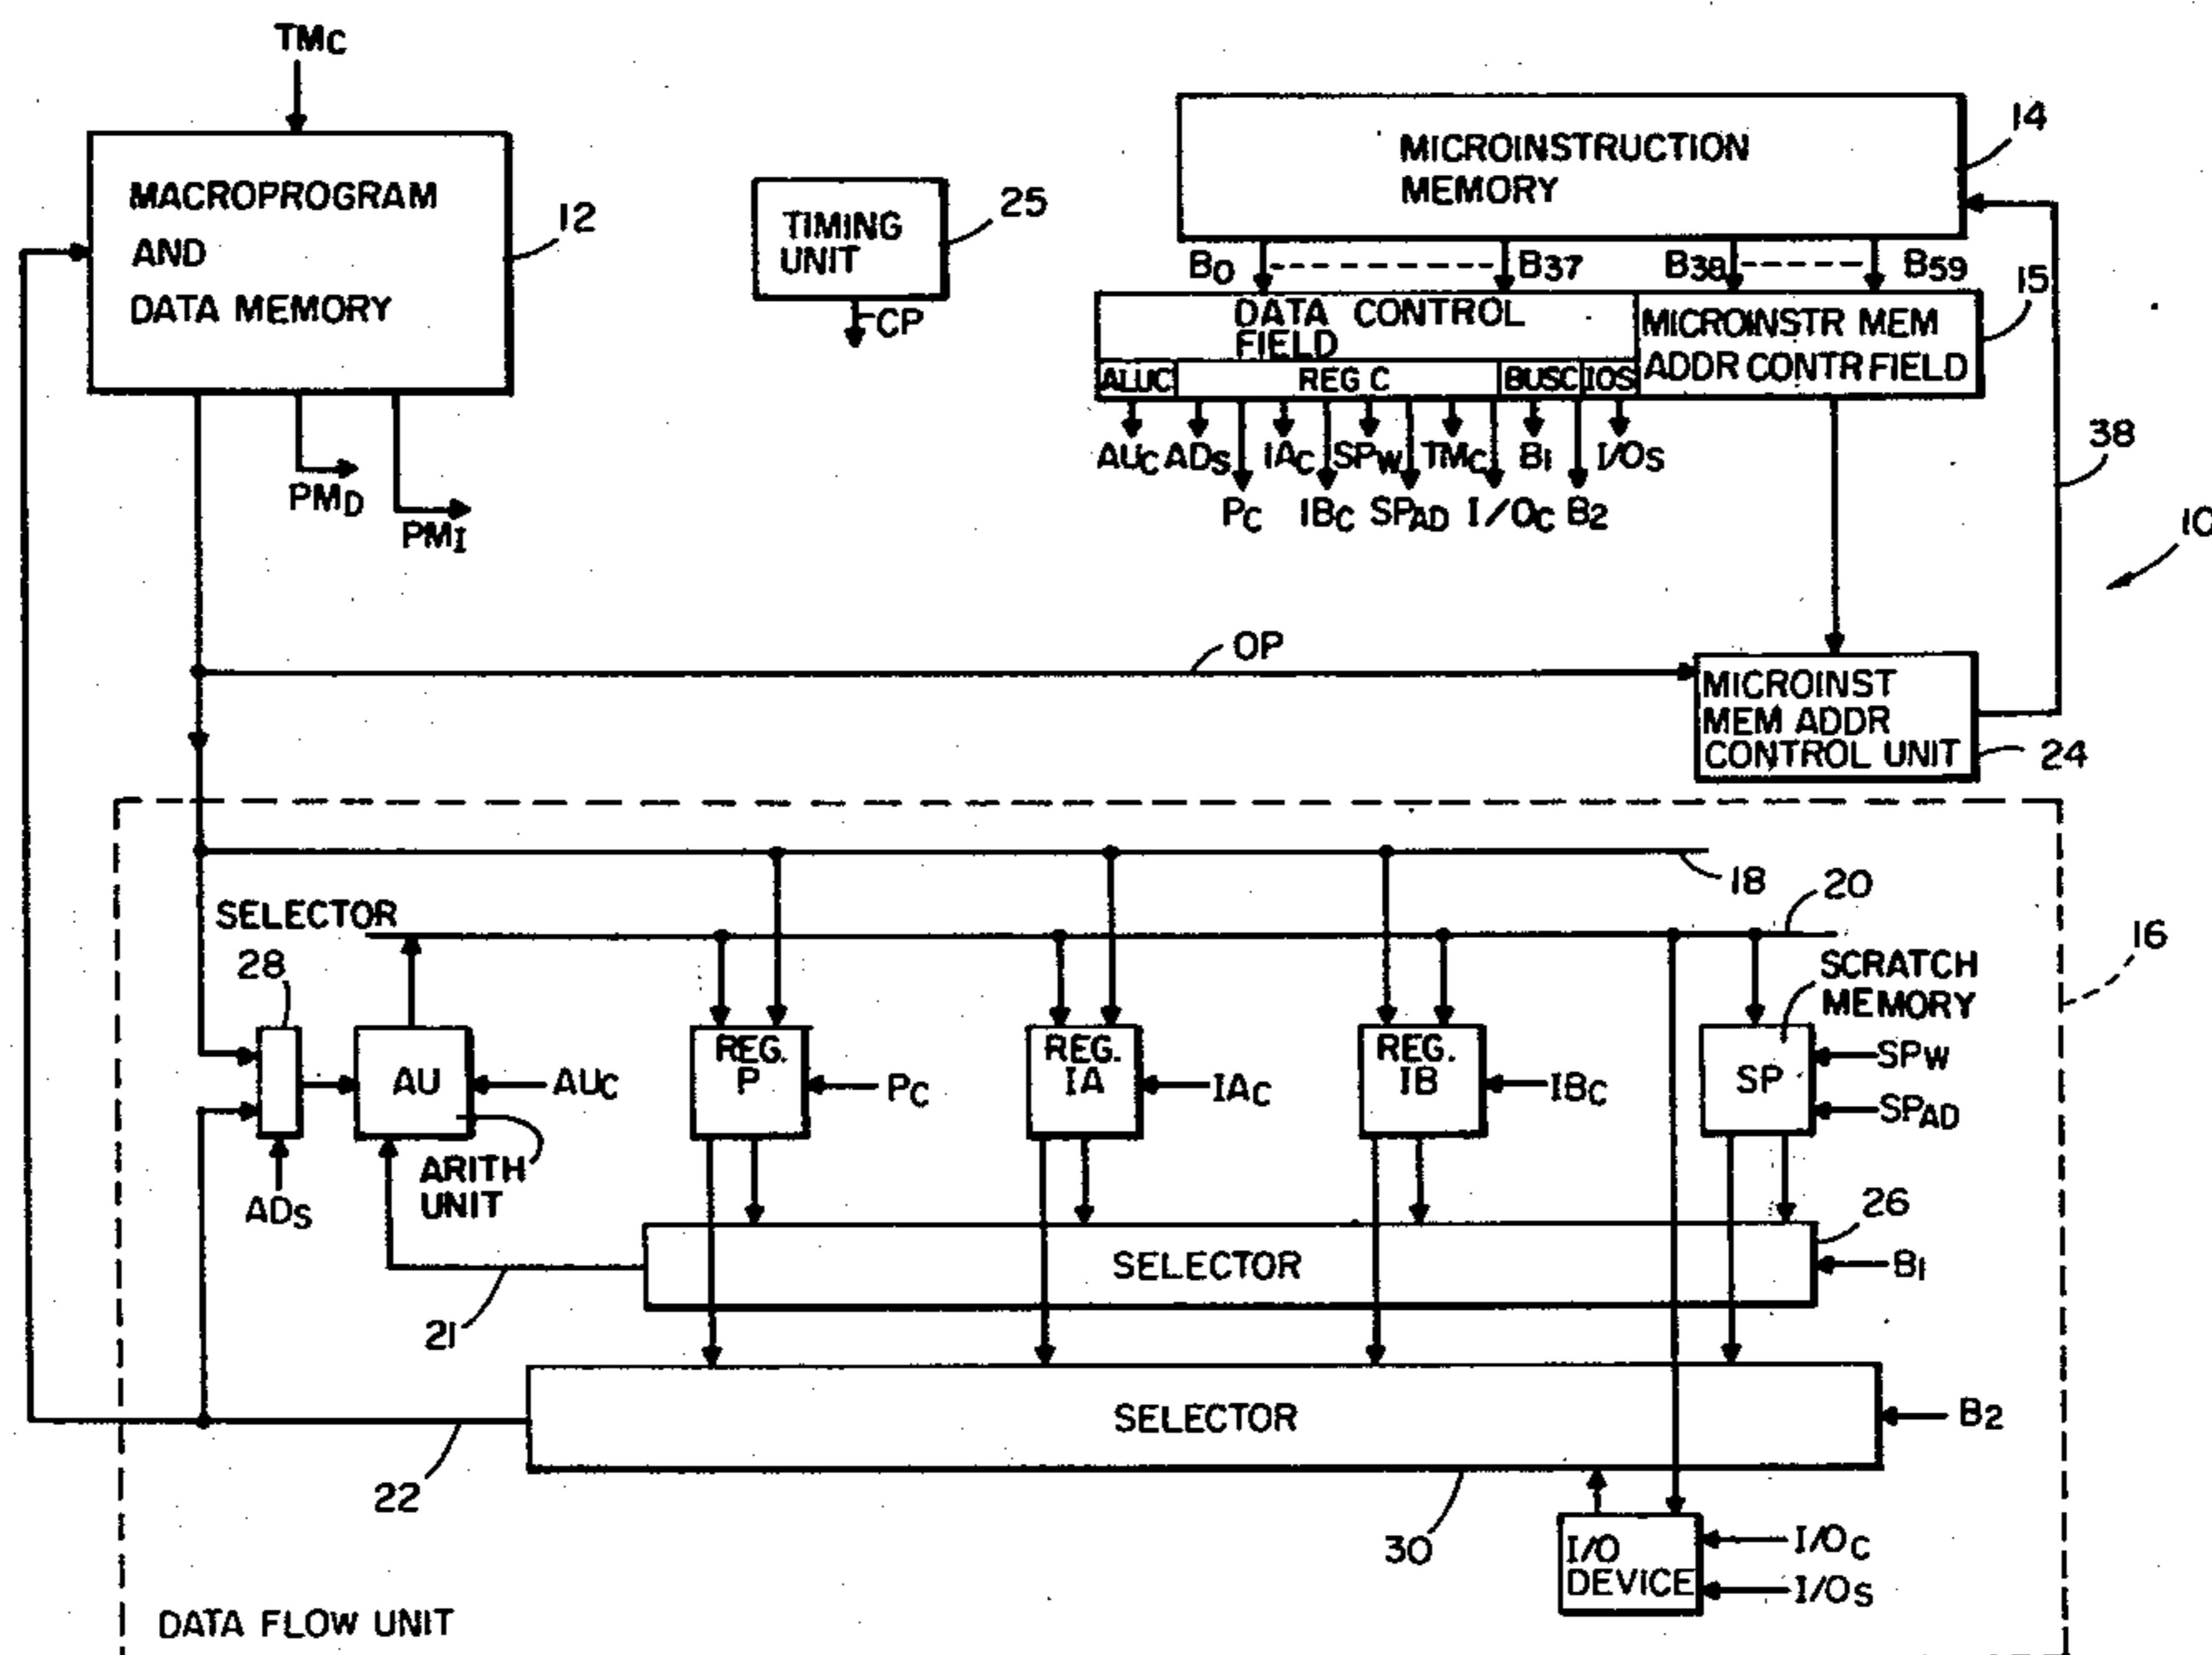 TMC
MACROPROGRAM
AND
DATA MEMORY
12
PMD
PMI
TIMING
UNIT
25
CP
MICROINSTRUCTION
MEMORY
14
B0
B37
B38
B59
15
DATA CONTROL
FIELD
MICROINSTR MEM
ADDR CONTR FIELD
ALUC
REG C
BUSC
IOS
AUC ADS IAC SPW TMC B1 I/OS
PC IBC SPAD I/OC B2
38
10
OP
MICROINST
MEM ADDR
CONTROL UNIT
24
18
20
16
SELECTOR
28
SCRATCH
MEMORY
AU
AUC
REG.
P
PC
REG.
IA
IAC
REG.
IB
IBC
SP
SPW
SPAD
ADS
ARITH
UNIT
26
SELECTOR
B1
21
SELECTOR
B2
22
30
I/O
DEVICE
I/OC
I/OS
DATA FLOW UNIT